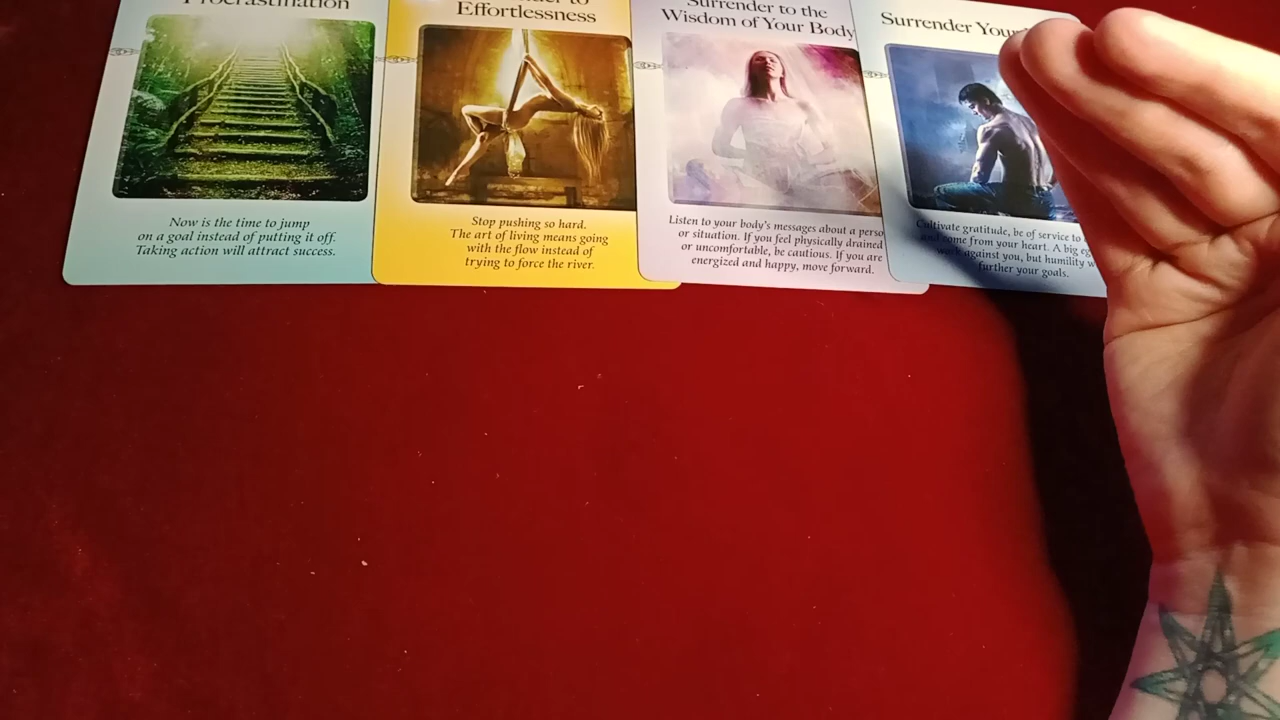 Procrastination
Now is the time to jump
on a goal instead of putting it off.
Taking action will attract success.
to
Effortlessness
Stop pushing so hard.
The art of living means going
with the flow instead of
trying to force the river.
Surrender to the
Wisdom of Your Body
Listen to your body's messages about a perso
or situation. If you feel physically drained
or uncomfortable, be cautious. If you are
energized and happy, move forward.
Surrender Your
Cultivate gratitude, be of service to
and come from your heart. A big eg
against you, but humility w
further your goals.